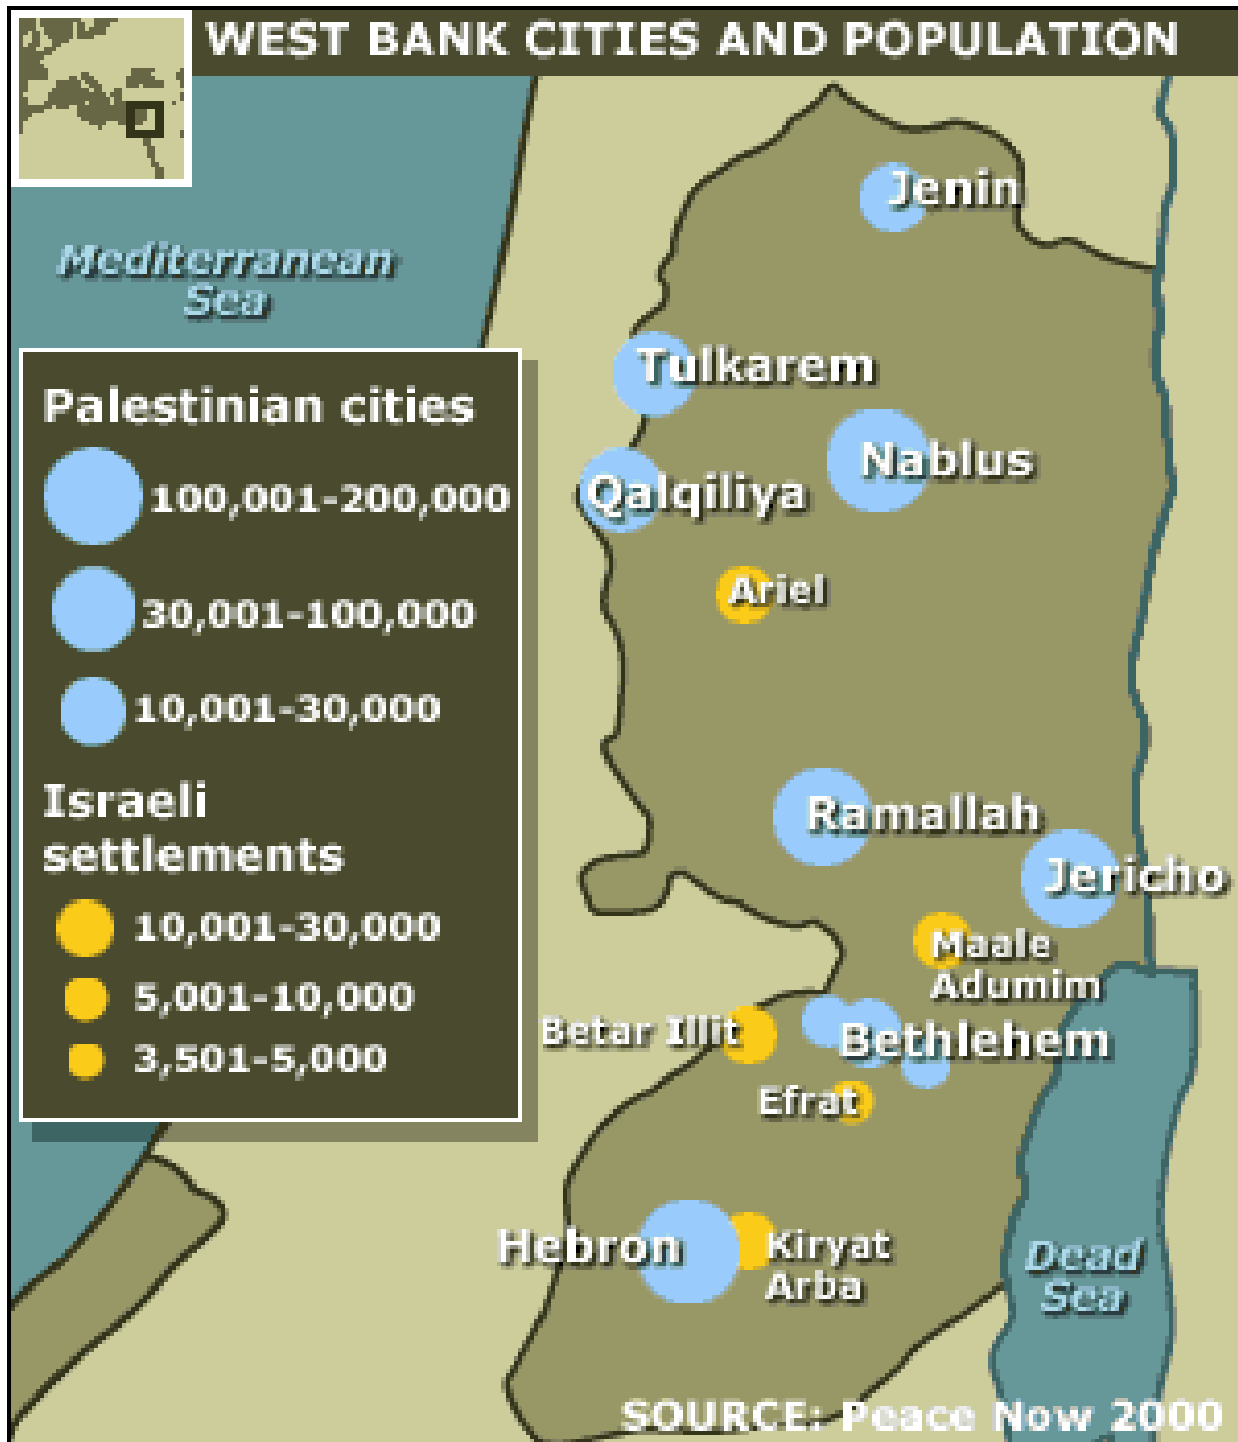 WEST BANK CITIES AND POPULATION
Jenin
Mediterranean
Sea
Tulkarem
Palestinian cities
Nablus
100,001-200,000
Qalqiliya
Ariel
30,001-100,000
10,001-30,000
Israeli
settlements
Ramallah
Jericho
10,001-30,000
Maale
Adumim
5,001-10,000
Betar Illit
Bethlehem
3,501-5,000
Efrat
Hebron
Kiryat
Arba
Dead
Sea
SOURCE: Peace Now 2000